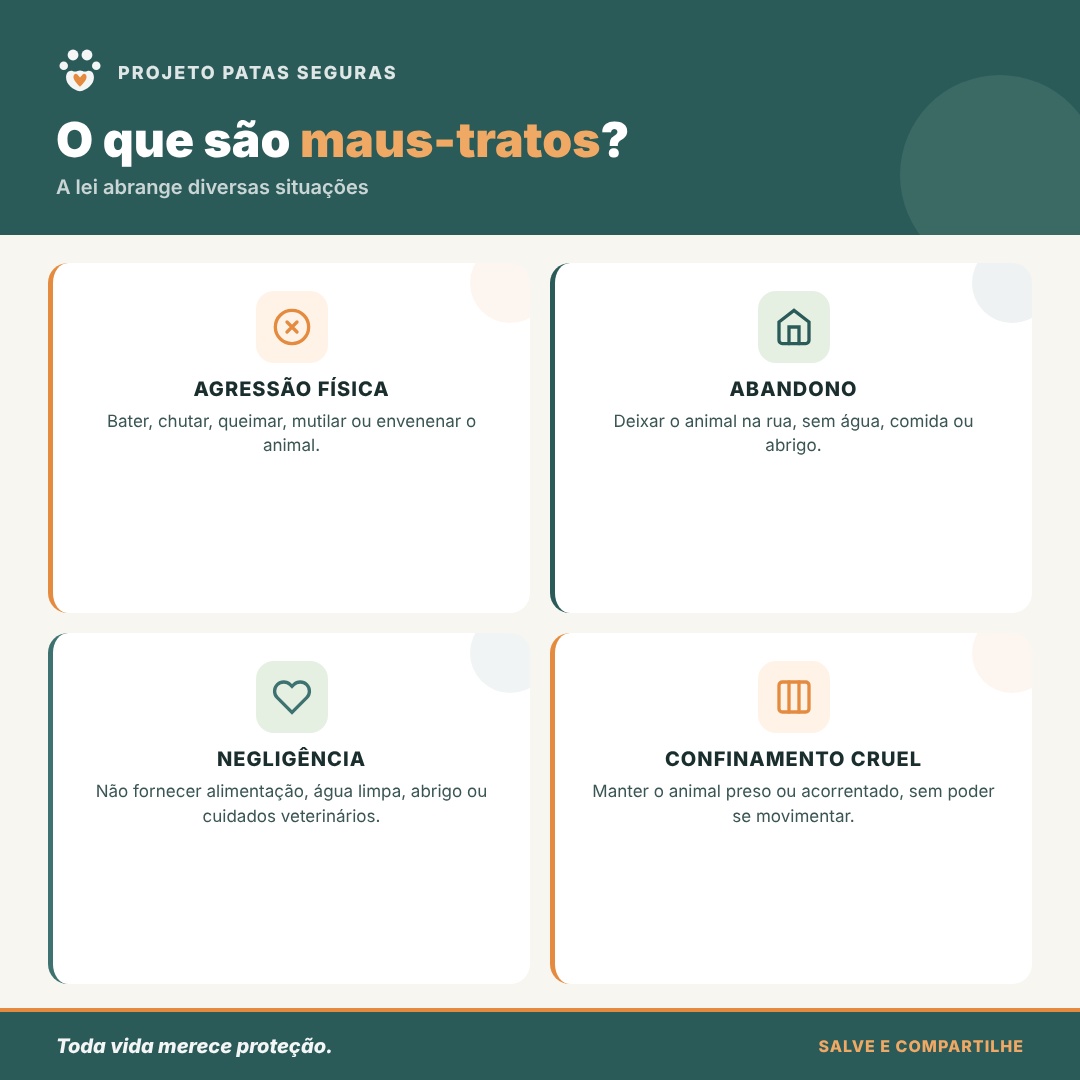 PROJETO PATAS SEGURAS
O que são maus-tratos?
A lei abrange diversas situações
AGRESSÃO FÍSICA
Bater, chutar, queimar, mutilar ou envenenar o
animal.
ABANDONO
Deixar o animal na rua, sem água, comida ou
abrigo.
NEGLIGÊNCIA
Não fornecer alimentação, água limpa, abrigo ou
cuidados veterinários.
CONFINAMENTO CRUEL
Manter o animal preso ou acorrentado, sem poder
se movimentar.
Toda vida merece proteção.
SALVE E COMPARTILHE